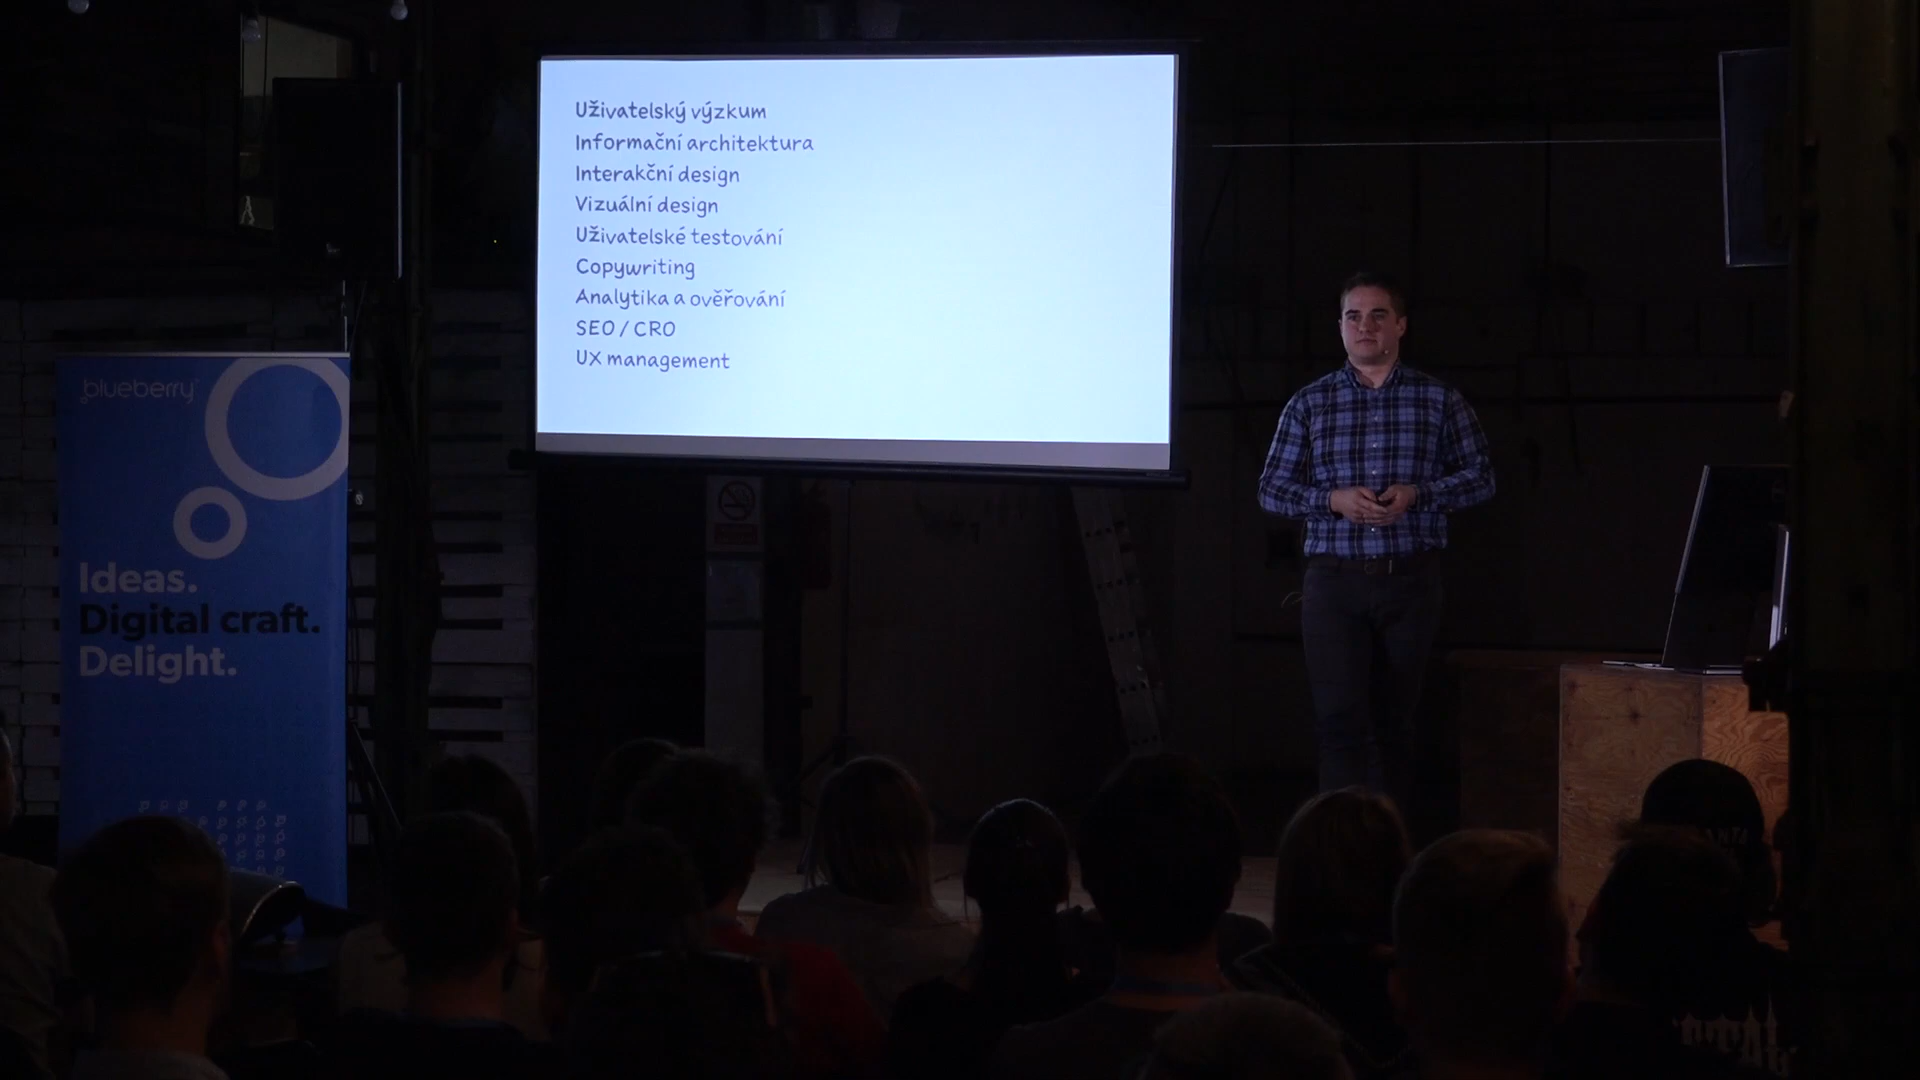 Uživatelský výzkum
Informační architektura
Interakční design
Vizuální design
Uživatelské testování
Copywriting
Analytika a ověřování
SEO / CRO
UX management
blueberry
Ideas.
Digital craft.
Delight.